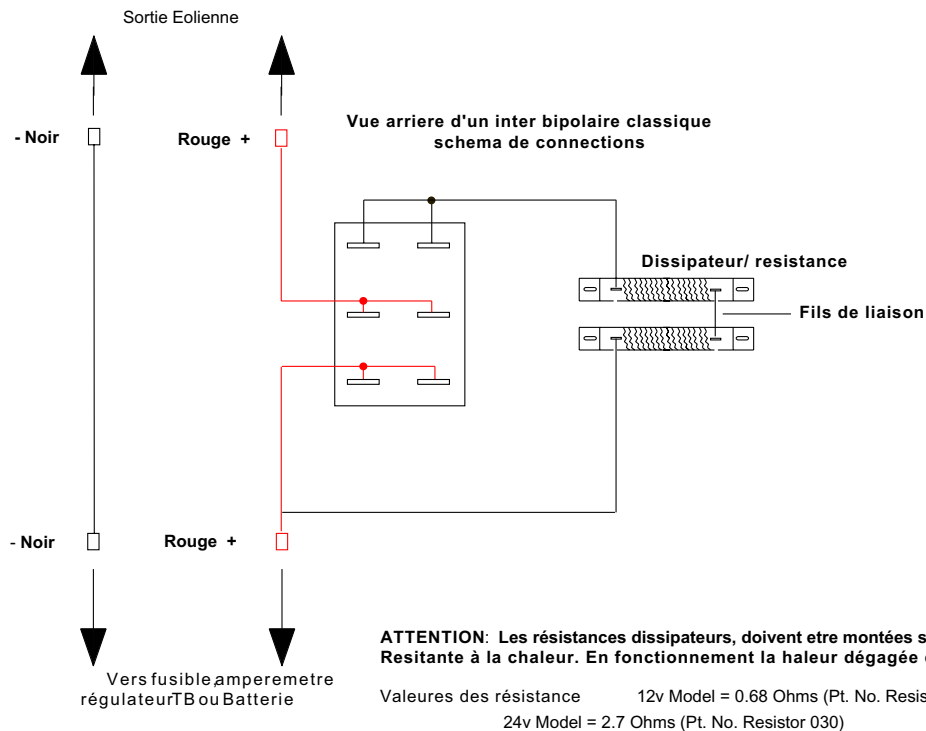 Sortie Eolienne
- Noir
Rouge +
Vue arriere d'un inter bipolaire classique
schema de connections
Dissipateur/ resistance
Fils de liaison
- Noir
Rouge +
Vers fusible,amperemetre
régulateurTB ou Batterie
ATTENTION: Les résistances dissipateurs, doivent etre montées s
Resitante à la chaleur. En fonctionnement la haleur dégagée
Valeures des résistance 12v Model = 0.68 Ohms (Pt. No. Resis
24v Model = 2.7 Ohms (Pt. No. Resistor 030)